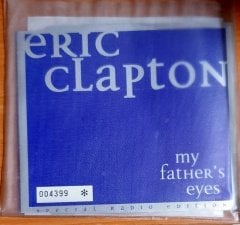 eric
clapton
my
father's
eyes
004399 *
special radio edition